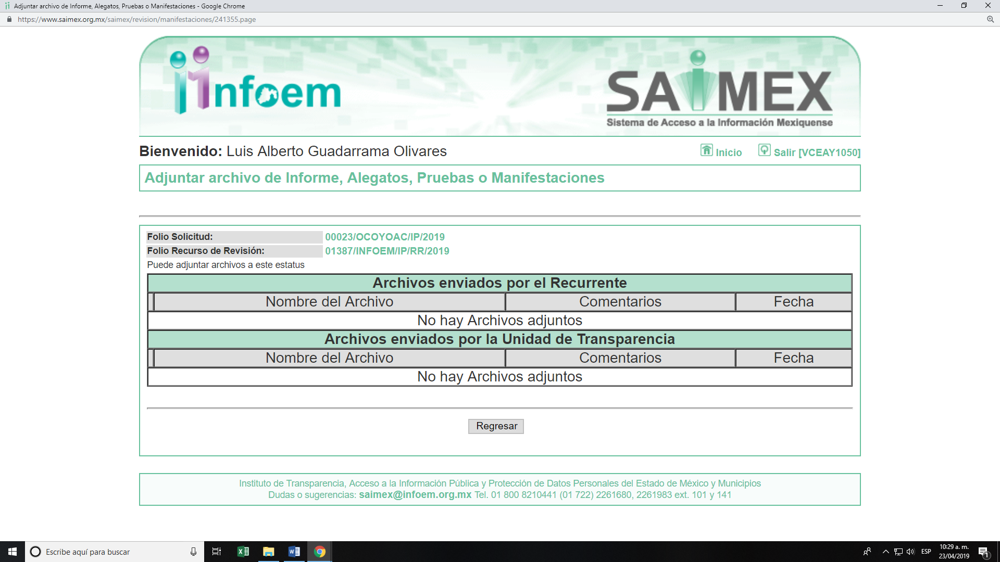 Adjuntar archivo de Informe, Alegatos, Pruebas o Manifestaciones - Google Chrome
https://www.saimex.org.mx/saimex/revision/manifestaciones/241355.page
infoem
SAIMEX
Sistema de Acceso a la Información Mexiquense
Bienvenido: Luis Alberto Guadarrama Olivares
Inicio
Salir [VCEAY1050]
Adjuntar archivo de Informe, Alegatos, Pruebas o Manifestaciones
Folio Solicitud: 00023/OCOYOAC/IP/2019
Folio Recurso de Revisión: 01387/INFOEM/IP/RR/2019
Puede adjuntar archivos a este estatus
Archivos enviados por el Recurrente
Nombre del Archivo Comentarios Fecha
No hay Archivos adjuntos
Archivos enviados por la Unidad de Transparencia
Nombre del Archivo Comentarios Fecha
No hay Archivos adjuntos
Regresar
Instituto de Transparencia, Acceso a la Información Pública y Protección de Datos Personales del Estado de México y Municipios
Dudas o sugerencias: saimex@infoem.org.mx Tel. 01 800 8210441 (01 722) 2261680, 2261983 ext. 101 y 141
Escribe aquí para buscar
ESP
10:29 a. m.
23/04/2019
1